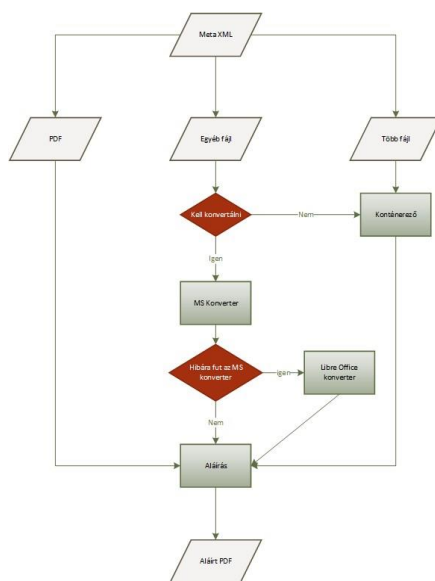 Meta XML
PDF
Egyéb fájl
Több fájl
Kell konvertálni
Nem
Konténerező
Igen
MS Konverter
Hibára fut az MS
konverter
igen
Libre Office
konverter
Nem
Aláírás
Aláírt PDF